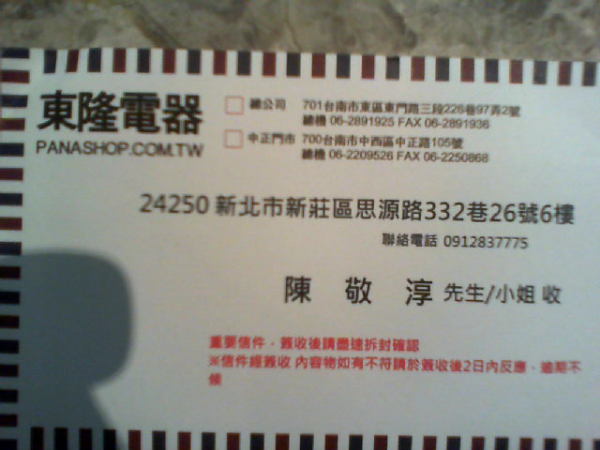 東隆電器
PANASHOP.COM.TW
總公司 701台南市東區東門路三段226巷97弄2號
總機 06-2891925 FAX 06-2891936
中正門市 700台南市中西區中正路105號
總機 06-2209526 FAX 06-2250868
24250 新北市新莊區思源路332巷26號6樓
聯絡電話 0912837775
陳 敬 淳 先生/小姐 收
重要信件，簽收後請盡速拆封確認
※信件經簽收 內容物如有不符請於簽收後2日內反應，逾期不
候